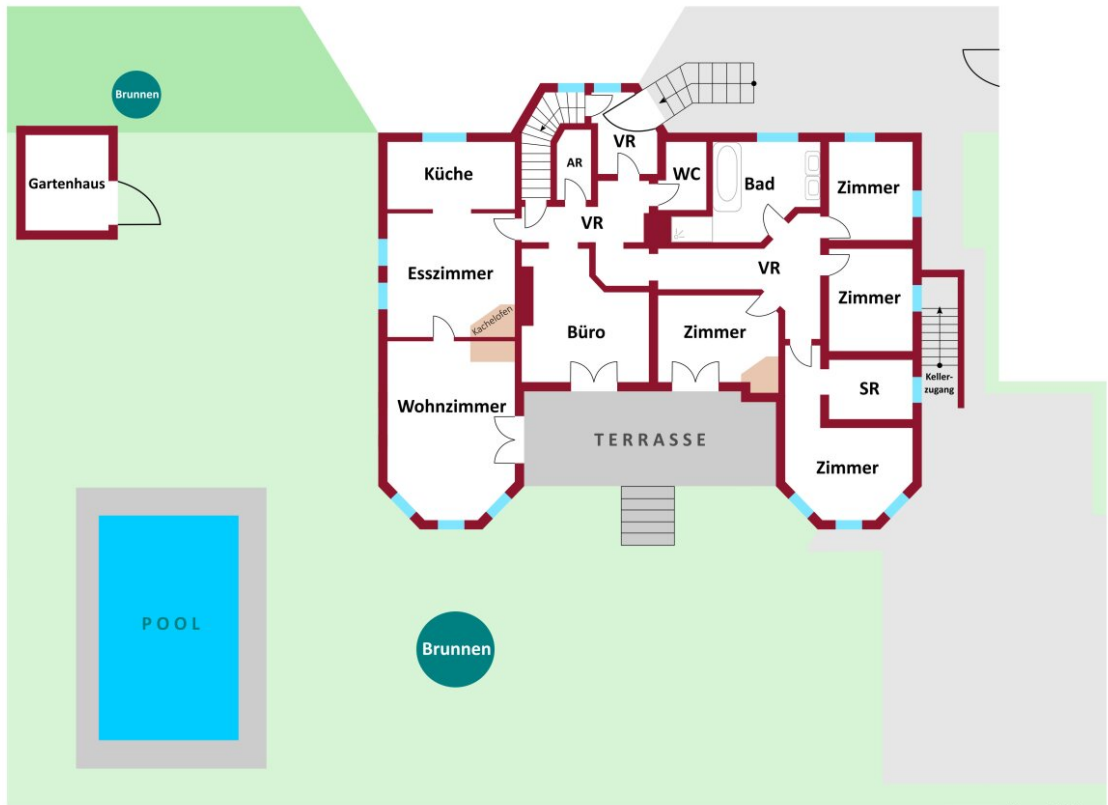 Brunnen
Gartenhaus
Küche
AR
VR
WC
Bad
Zimmer
VR
Esszimmer
VR
Zimmer
Kachelofen
Büro
Zimmer
Keller-
zugang
SR
Wohnzimmer
TERRASSE
Zimmer
POOL
Brunnen